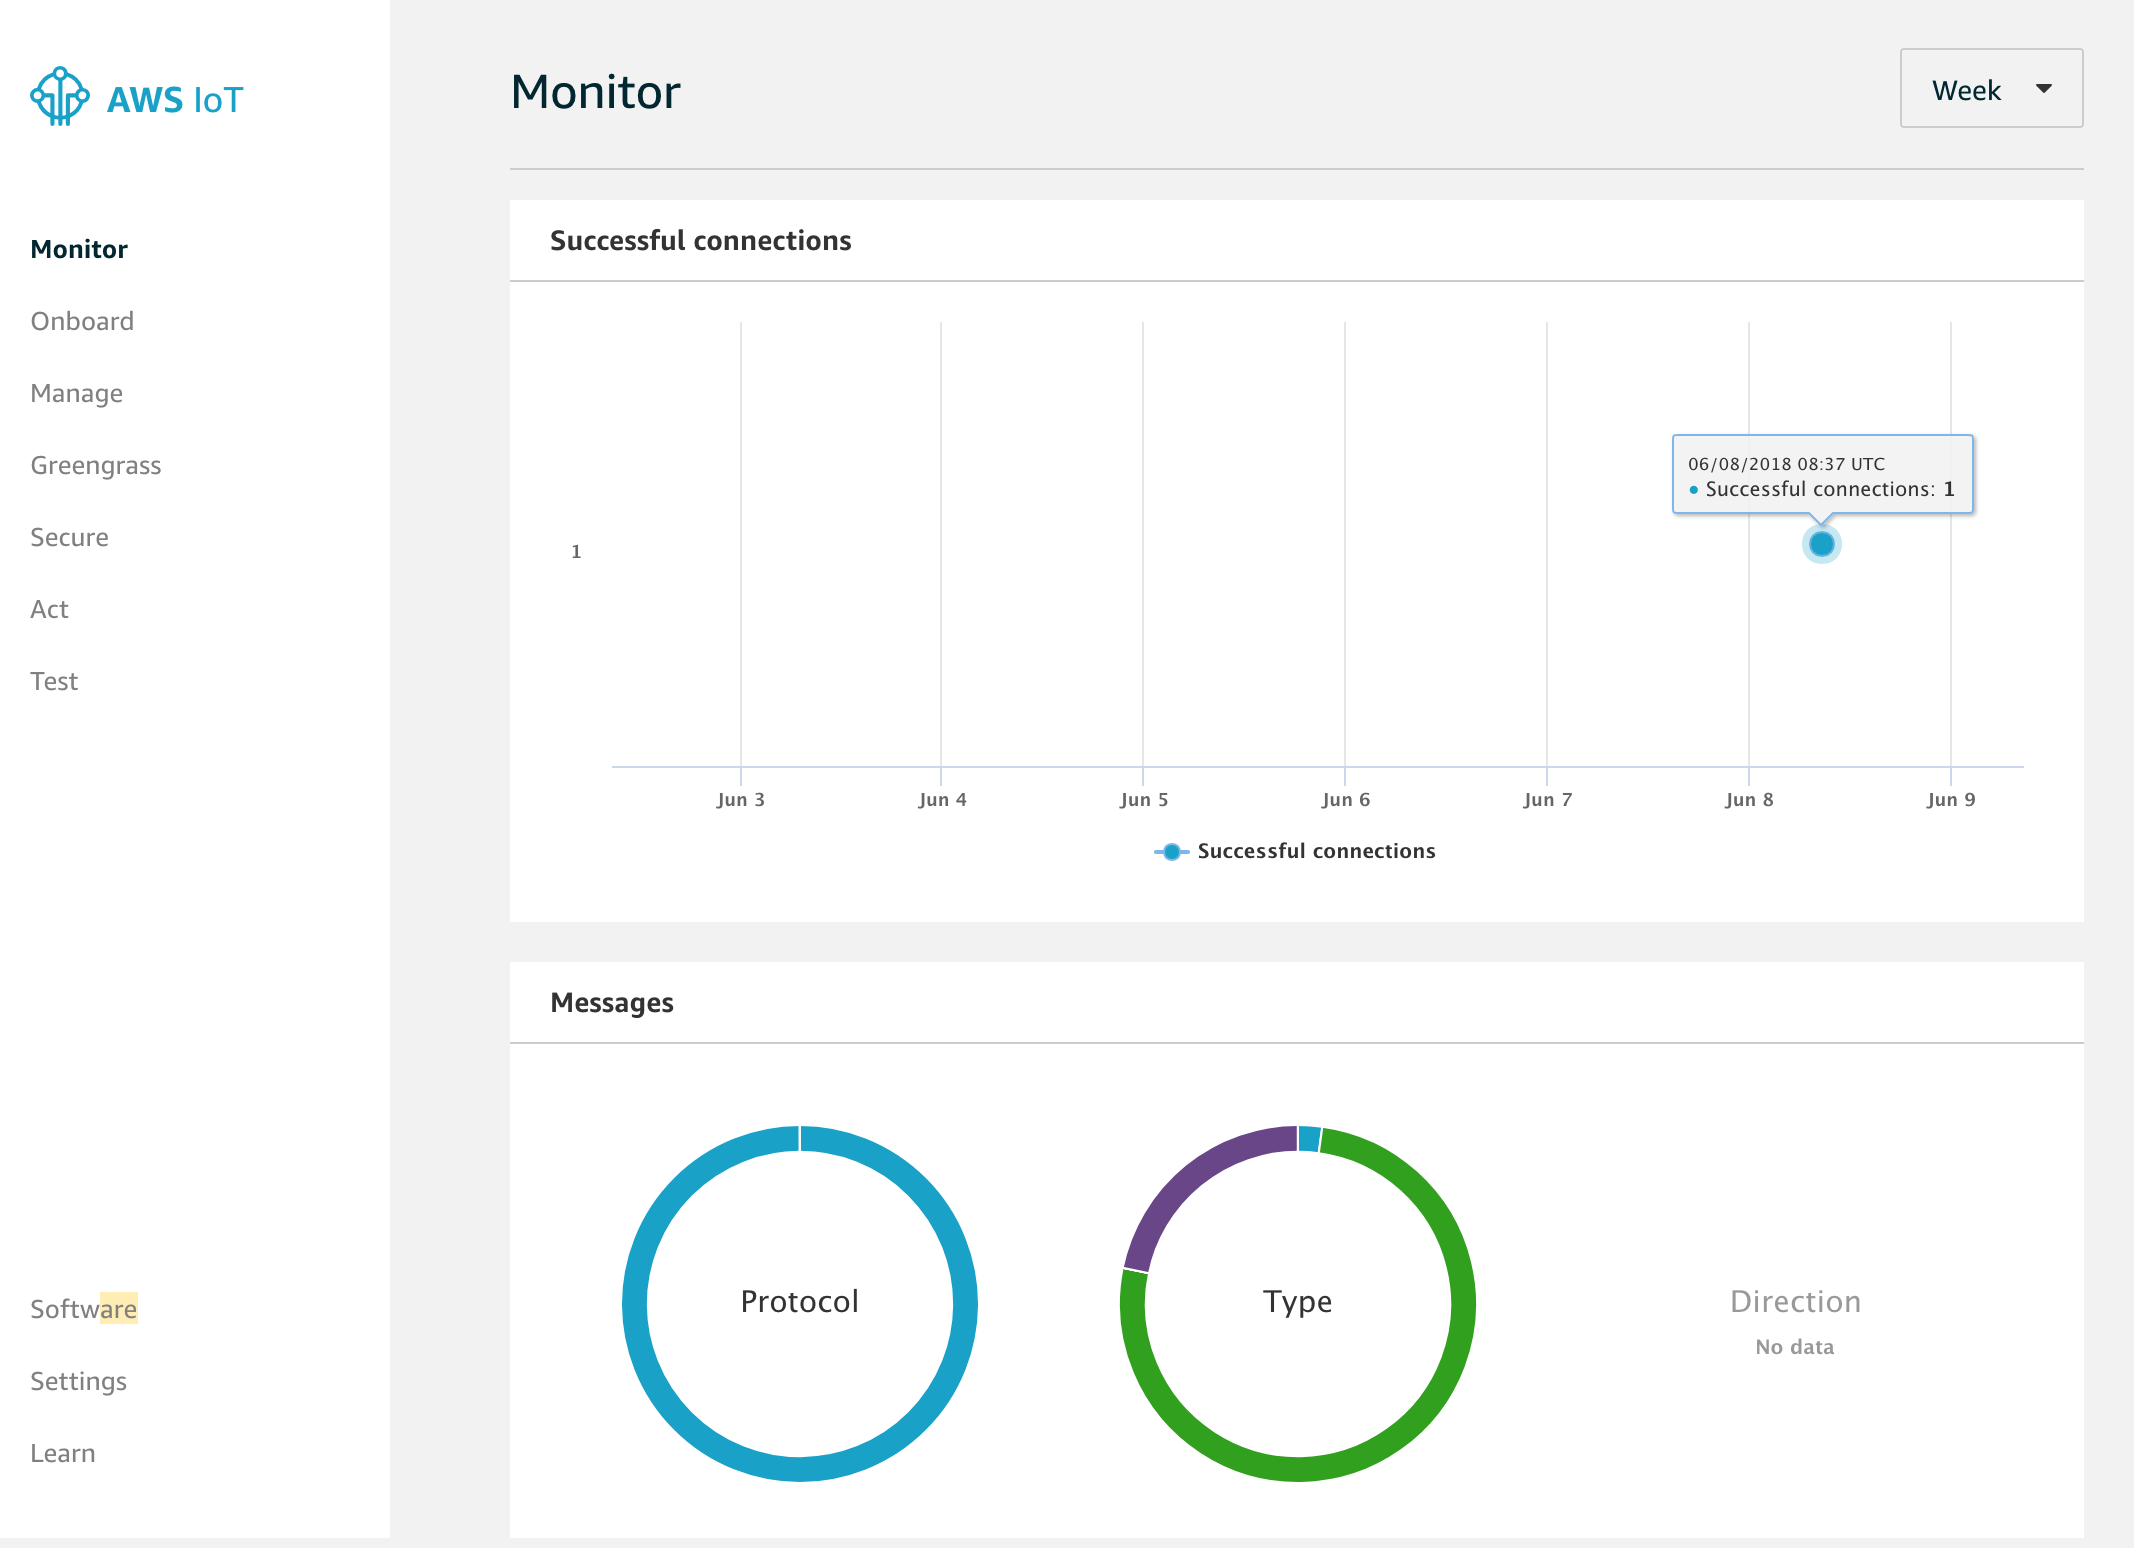 AWS IoT
Monitor
Onboard
Manage
Greengrass
Secure
Act
Test
Software
Settings
Learn
Monitor
Week
Successful connections
06/08/2018 08:37 UTC
Successful connections: 1
1
Jun 3
Jun 4
Jun 5
Jun 6
Jun 7
Jun 8
Jun 9
Successful connections
Messages
Protocol
Type
Direction
No data